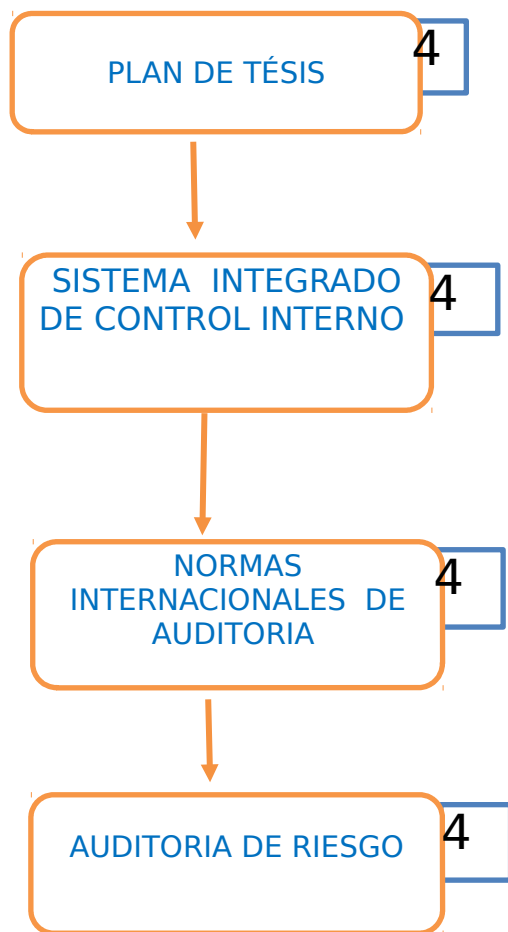 PLAN DE TÉSIS
4
SISTEMA INTEGRADO
DE CONTROL INTERNO
4
NORMAS
INTERNACIONALES DE
AUDITORIA
4
AUDITORIA DE RIESGO
4